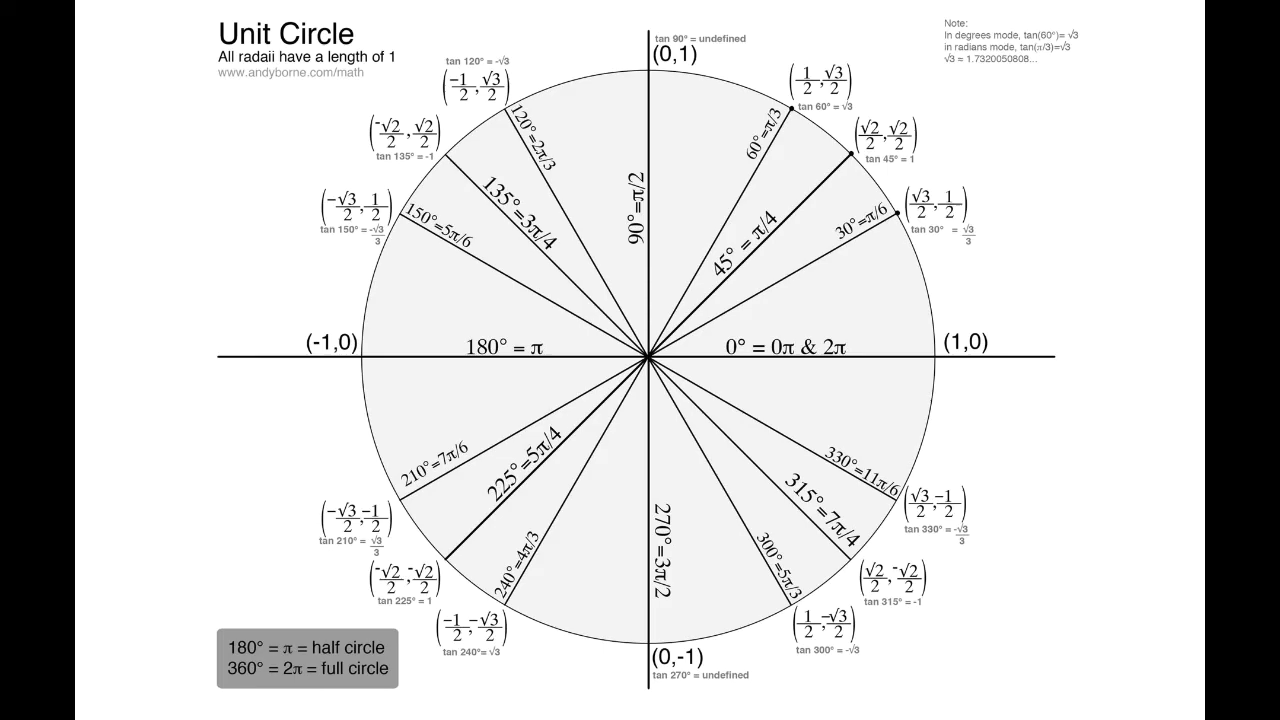 Unit Circle
All radaii have a length of 1
www.andyborne.com/math
Note:
In degrees mode, tan(60°)= √3
in radians mode, tan(π/3)=√3
√3 ≈ 1.7320050808...
tan 90° = undefined
(0,1)
tan 120° = -√3
(-1/2, √3/2)
(1/2, √3/2)
tan 60° = √3
(-√2/2, √2/2)
tan 135° = -1
(√2/2, √2/2)
tan 45° = 1
(-√3/2, 1/2)
tan 150° = -√3/3
(√3/2, 1/2)
tan 30° = √3/3
120°=2π/3
60°=π/3
135°=3π/4
90°=π/2
45° = π/4
150°=5π/6
30°=π/6
(-1,0)
180° = π
0° = 0π & 2π
(1,0)
210°=7π/6
225°=5π/4
240°=4π/3
270°=3π/2
300°=5π/3
315°=7π/4
330°=11π/6
(-√3/2, -1/2)
tan 210° = √3/3
(√3/2, -1/2)
tan 330° = -√3/3
(-√2/2, -√2/2)
tan 225° = 1
(√2/2, -√2/2)
tan 315° = -1
(-1/2, -√3/2)
tan 240°= √3
(1/2, -√3/2)
tan 300° = -√3
(0,-1)
tan 270° = undefined
180° = π = half circle
360° = 2π = full circle